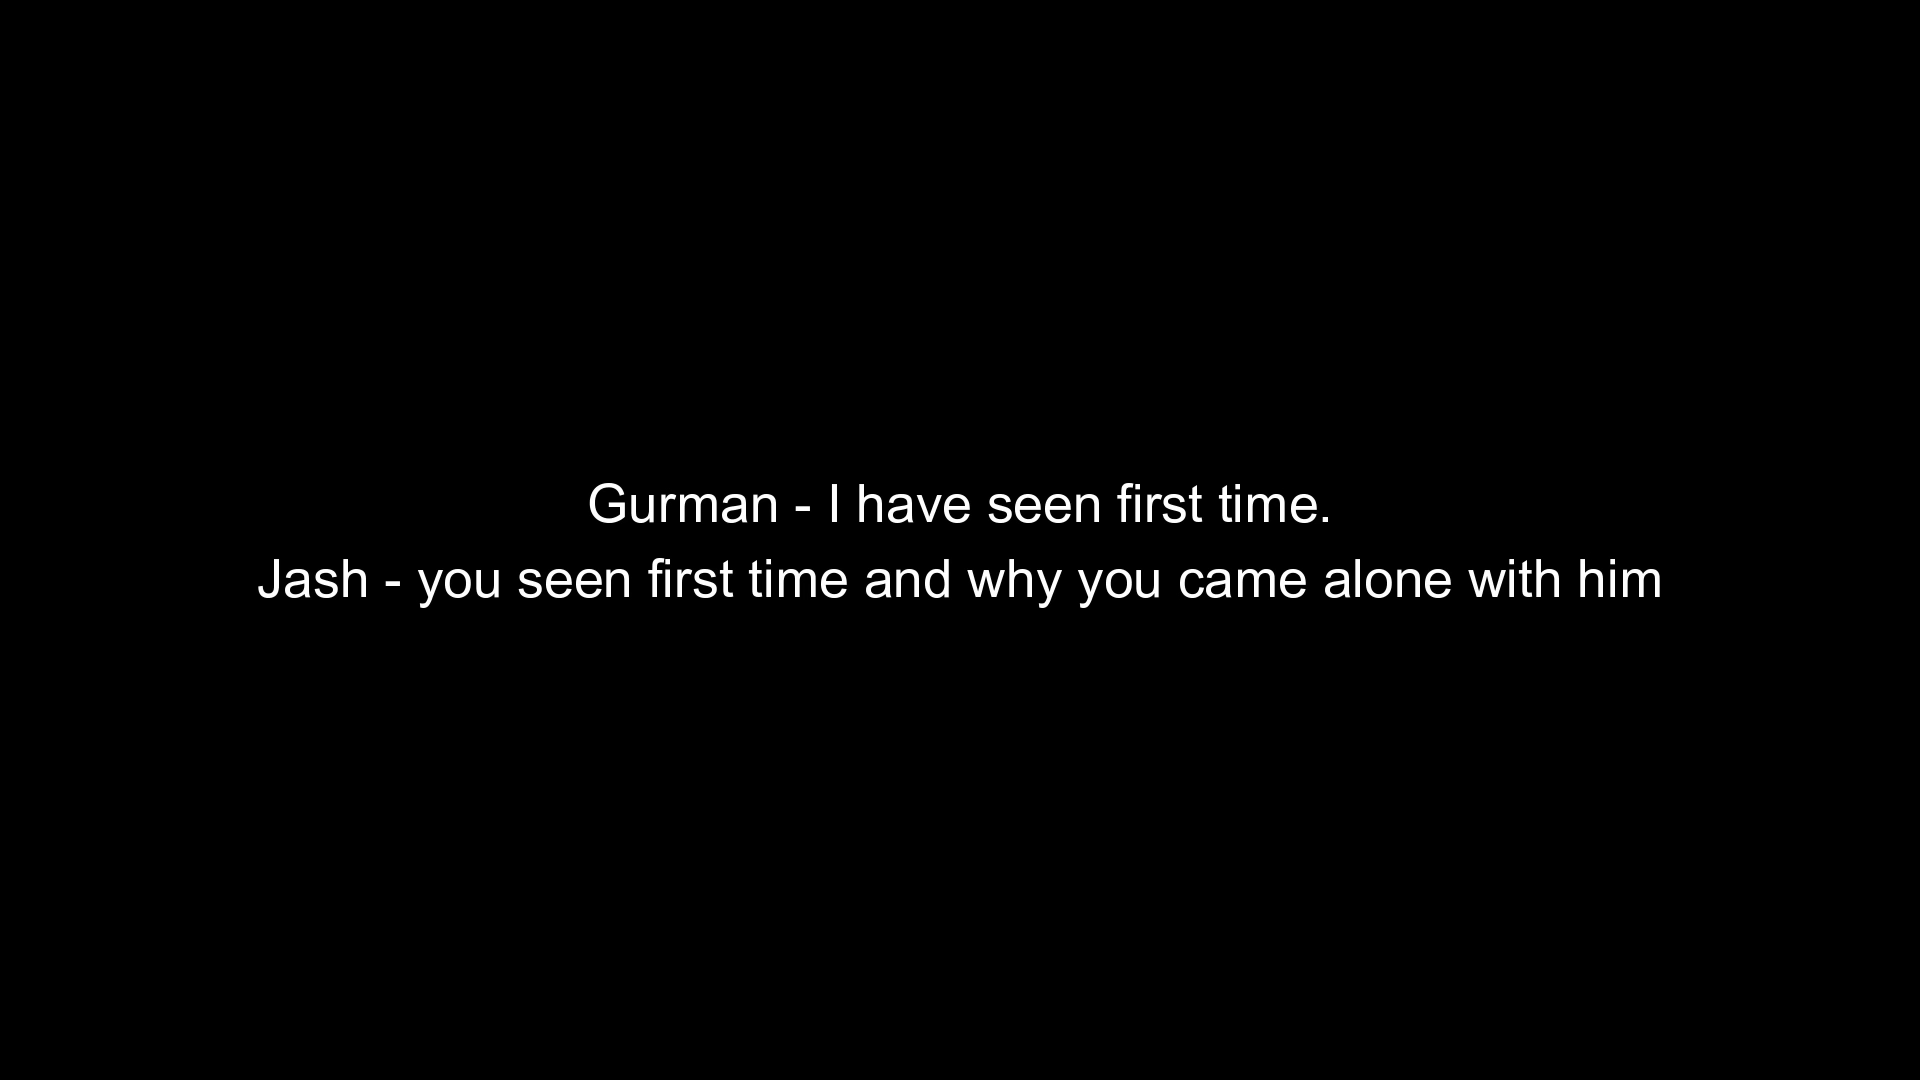 Gurman - I have seen first time.
Jash - you seen first time and why you came alone with him